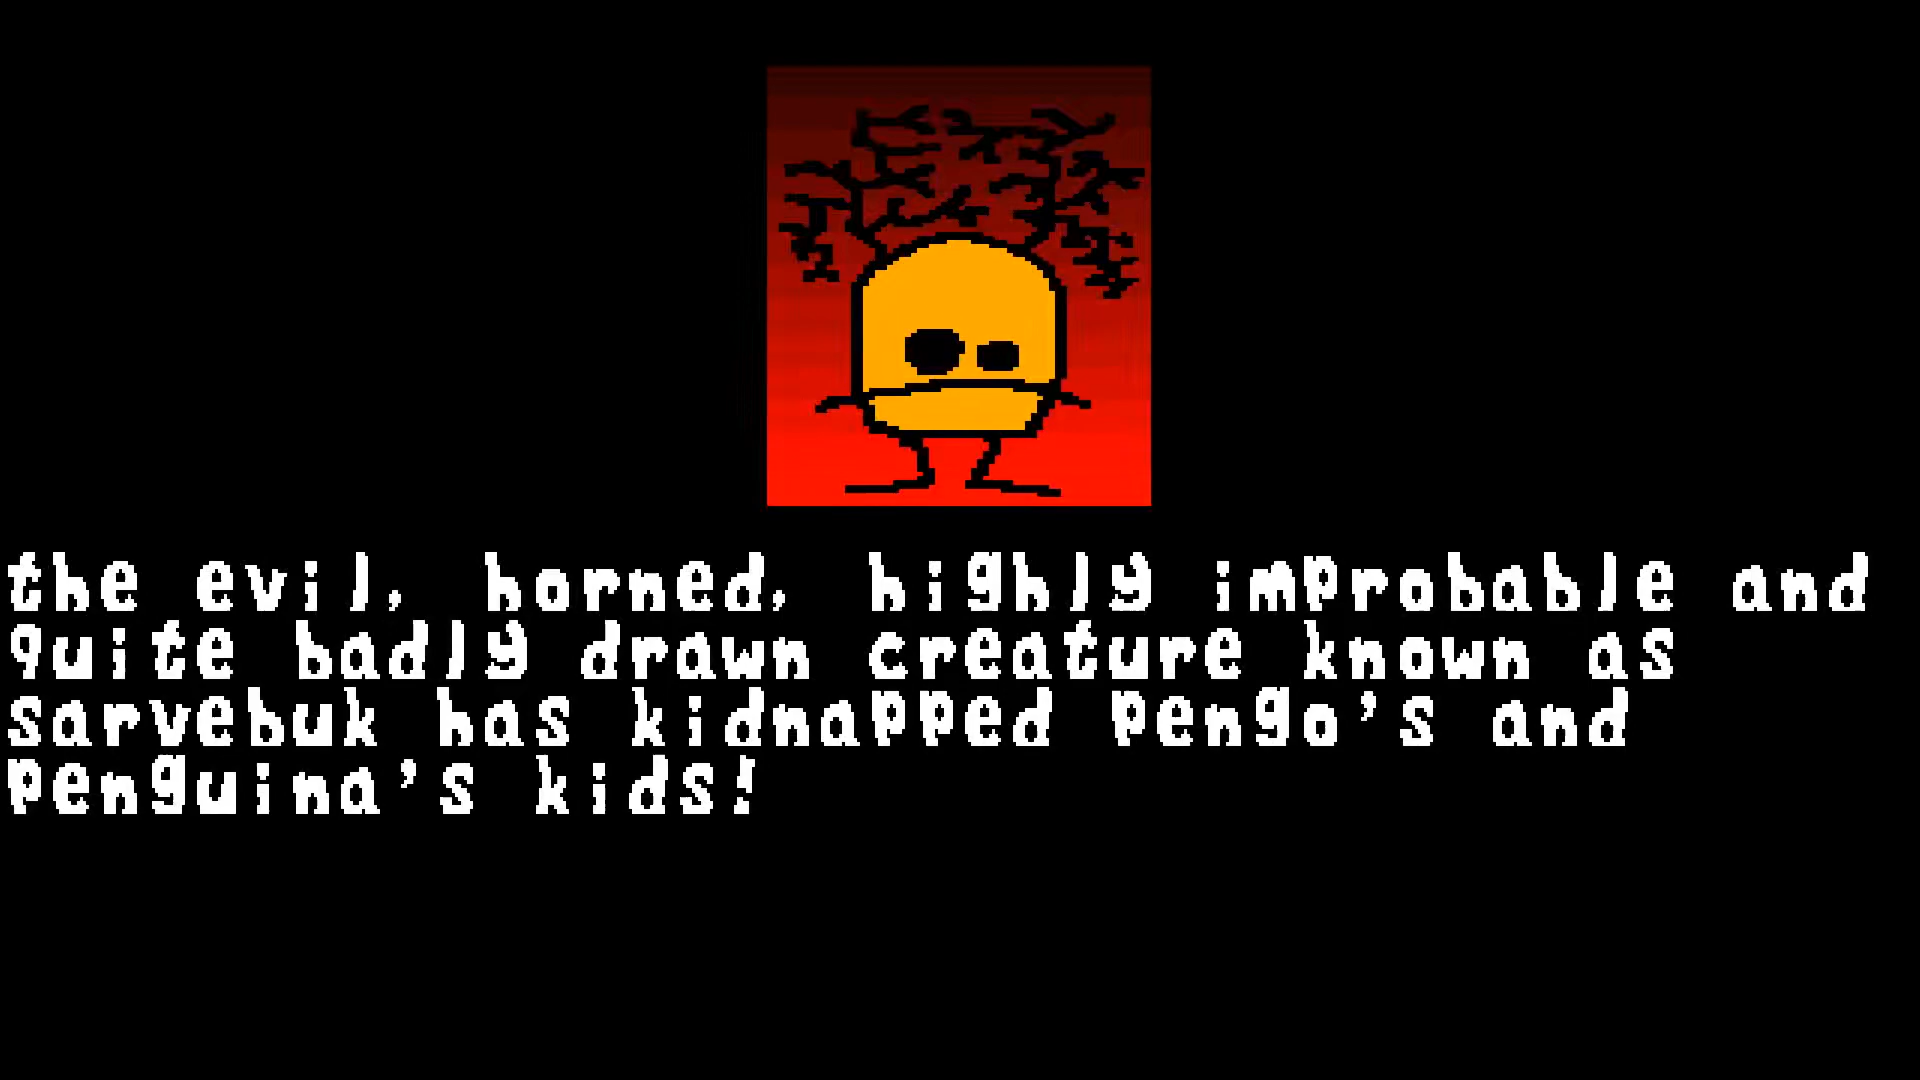 the evil, horned, highly improbable and
quite badly drawn creature known as
sarvebuk has kidnapped pengo's and
penguina's kids!